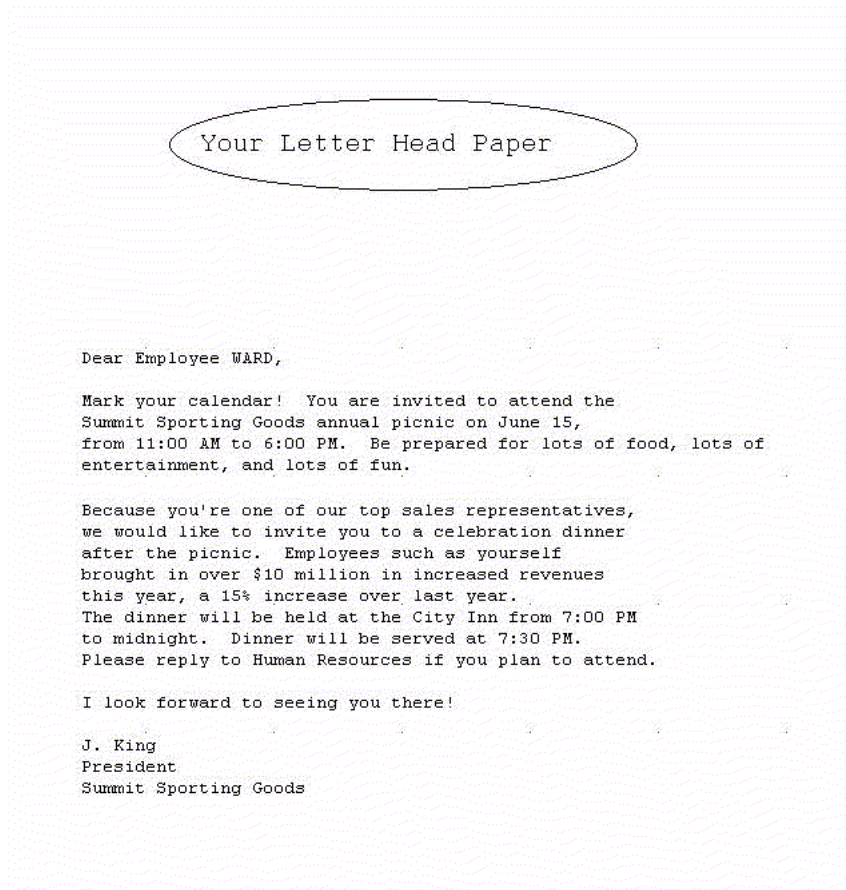 Your Letter Head Paper
Dear Employee WARD,
Mark your calendar!  You are invited to attend the
Summit Sporting Goods annual picnic on June 15,
from 11:00 AM to 6:00 PM.  Be prepared for lots of food, lots of
entertainment, and lots of fun.
Because you're one of our top sales representatives,
we would like to invite you to a celebration dinner
after the picnic.  Employees such as yourself
brought in over $10 million in increased revenues
this year, a 15% increase over last year.
The dinner will be held at the City Inn from 7:00 PM
to midnight.  Dinner will be served at 7:30 PM.
Please reply to Human Resources if you plan to attend.
I look forward to seeing you there!
J. King
President
Summit Sporting Goods